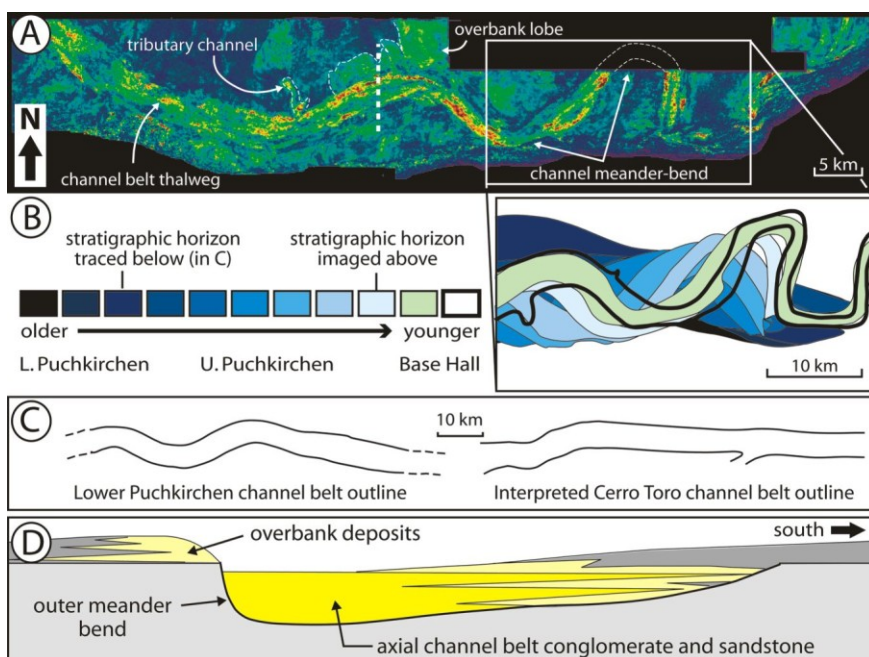 A
tributary channel
overbank lobe
N
channel belt thalweg
channel meander-bend
5 km
B
stratigraphic horizon
traced below (in C)
stratigraphic horizon
imaged above
older
younger
L. Puchkirchen
U. Puchkirchen
Base Hall
10 km
C
10 km
Lower Puchkirchen channel belt outline
Interpreted Cerro Toro channel belt outline
D
overbank deposits
south
outer meander
bend
axial channel belt conglomerate and sandstone